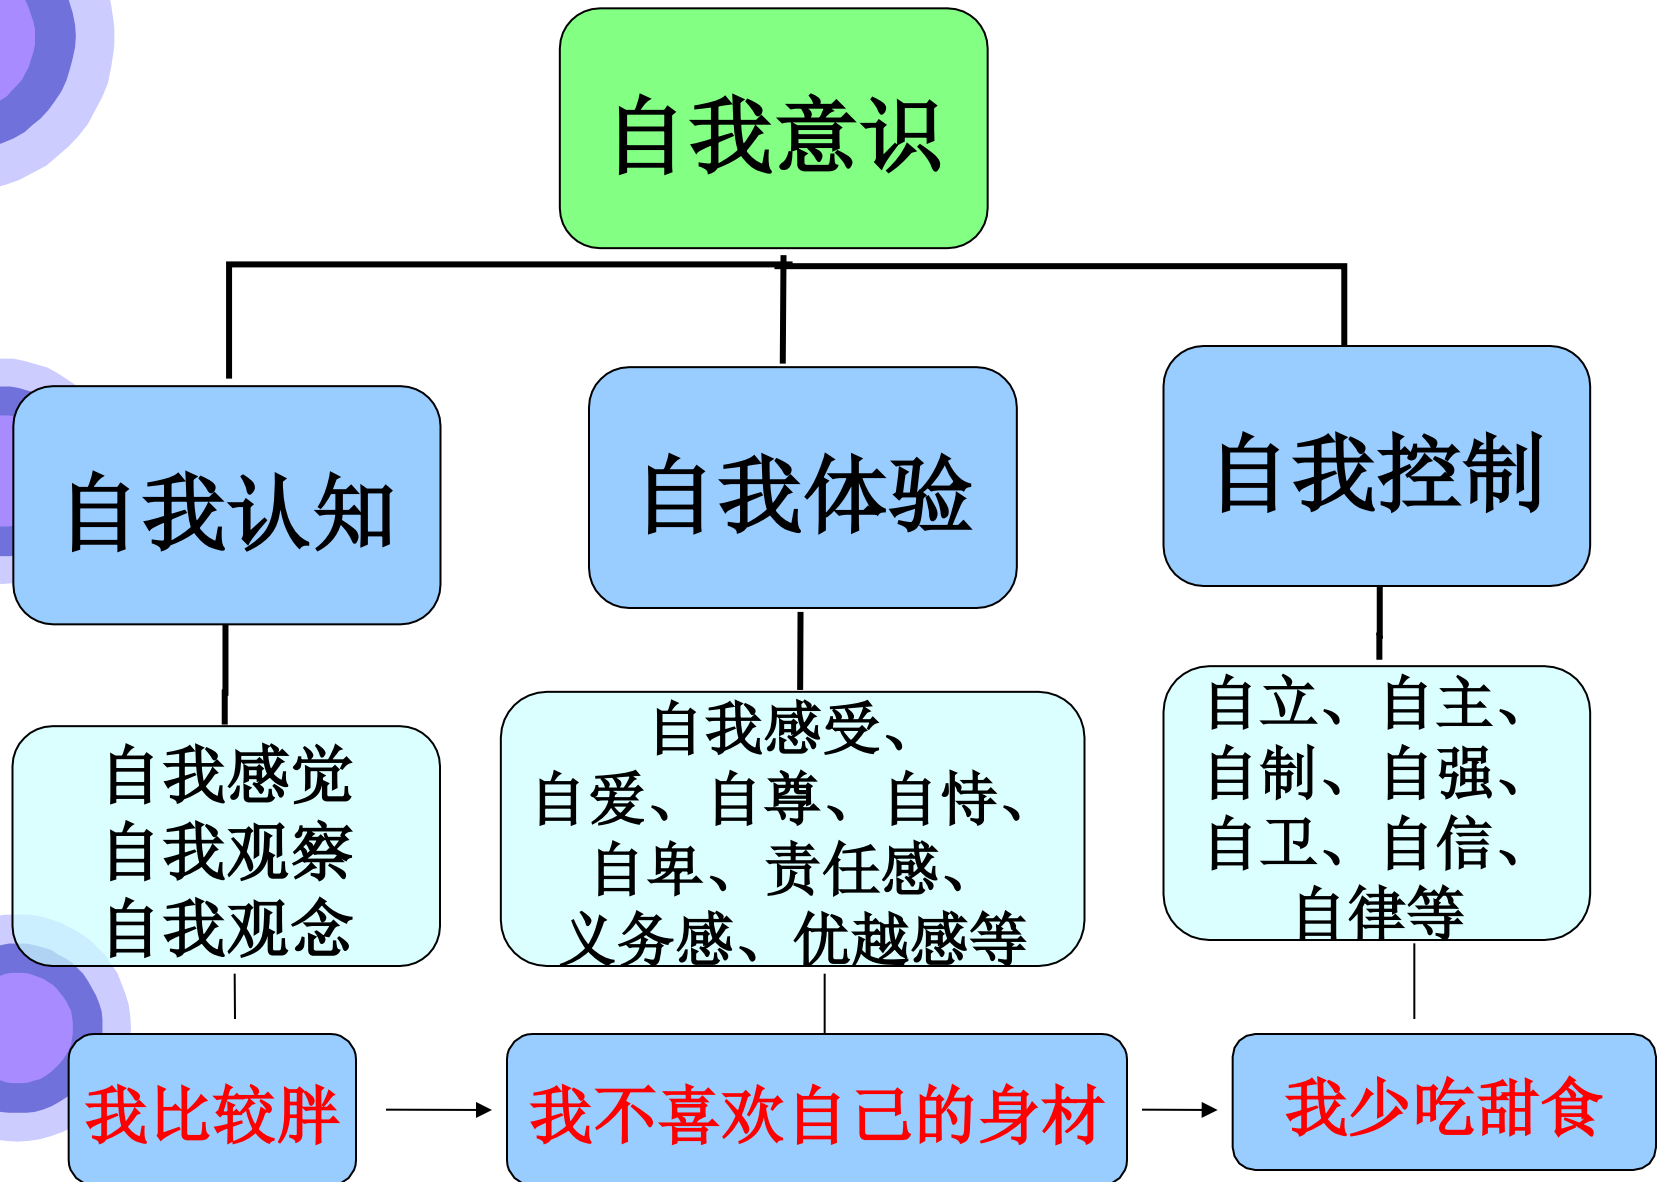 自我意识
自我认知
自我体验
自我控制
自我感觉
自我观察
自我观念
自我感受、
自爱、自尊、自恃、
自卑、责任感、
义务感、优越感等
自立、自主、
自制、自强、
自卫、自信、
自律等
我比较胖
我不喜欢自己的身材
我少吃甜食